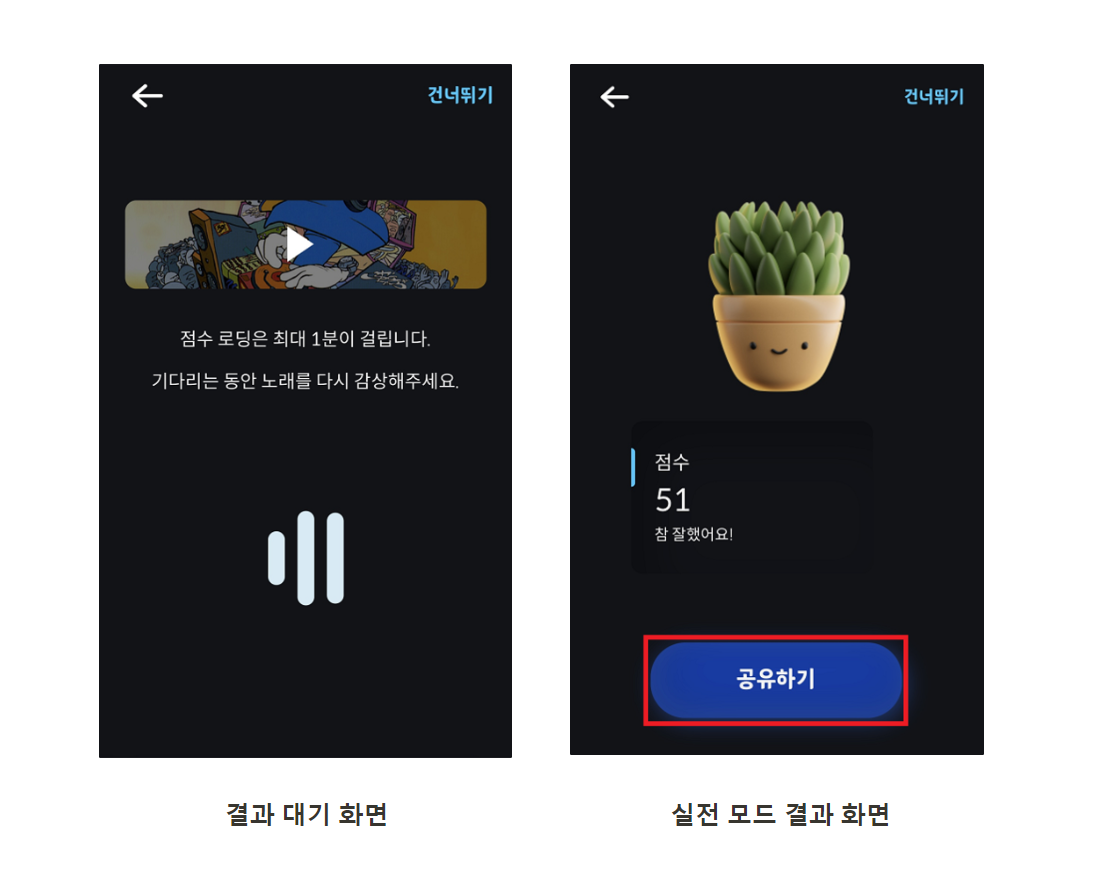 건너뛰기
점수 로딩은 최대 1분이 걸립니다.
기다리는 동안 노래를 다시 감상해주세요.
결과 대기 화면
건너뛰기
점수
51
참 잘했어요!
공유하기
실전 모드 결과 화면